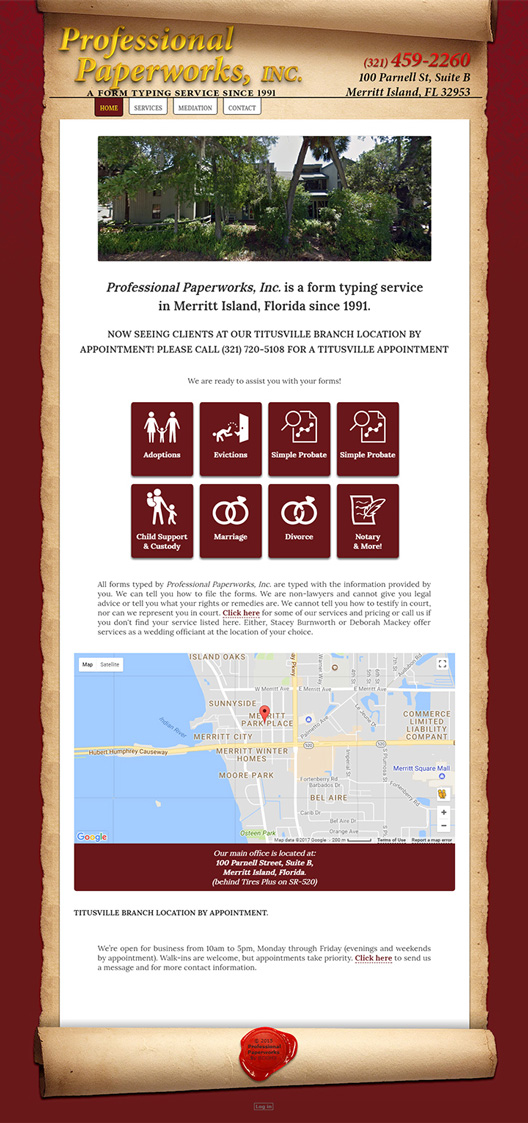 Professional
Paperworks, INC.
A FORM TYPING SERVICE SINCE 1991
(321) 459-2260
100 Parnell St, Suite B
Merritt Island, FL 32953
HOME SERVICES MEDIATION CONTACT
Professional Paperworks, Inc. is a form typing service
in Merritt Island, Florida since 1991.
NOW SEEING CLIENTS AT OUR TITUSVILLE BRANCH LOCATION BY
APPOINTMENT! PLEASE CALL (321) 720-5108 FOR A TITUSVILLE APPOINTMENT
We are ready to assist you with your forms!
Adoptions Evictions Simple Probate Simple Probate
Child Support
& Custody
Marriage
Divorce
Notary
& More!
All forms typed by Professional Paperworks, Inc. are typed with the information provided by
you. We can tell you how to file the forms. We are non-lawyers and cannot give you legal
advice or tell you what your rights or remedies are. We cannot tell you how to testify in court,
nor can we represent you in court. Click here for some of our services and pricing or call us if
you don't find your service listed here. Either, Stacey Burnworth or Deborah Mackey offer
services as a wedding officiant at the location of your choice.
Map Satellite
ISLAND OAKS
W Merritt Ave E Merritt Ave E Merritt Ave
SUNNYSIDE
MERRITT
PARK PLACE
COMMERCE
LIMITED
LIABILITY
COMPANY
Indian River
MERRITT CITY
Hubert Humphrey Causeway
MERRITT WINTER
HOMES
520
520
MOORE PARK
Merritt Square Mall
Fortenberry Rd
Barbados Dr
Fortenberry Rd
BEL AIRE
Carib Dr
Bel Aire Dr
Orange Ave
Osteen Park
Google
Map data ©2017 Google 200 m Terms of Use Report a map error
Our main office is located at:
100 Parnell Street, Suite B,
Merritt Island, Florida.
(behind Tires Plus on SR-520)
TITUSVILLE BRANCH LOCATION BY APPOINTMENT.
We're open for business from 10am to 5pm, Monday through Friday (evenings and weekends
by appointment). Walk-ins are welcome, but appointments take priority. Click here to send us
a message and for more contact information.
Professional
Paperworks
Log in